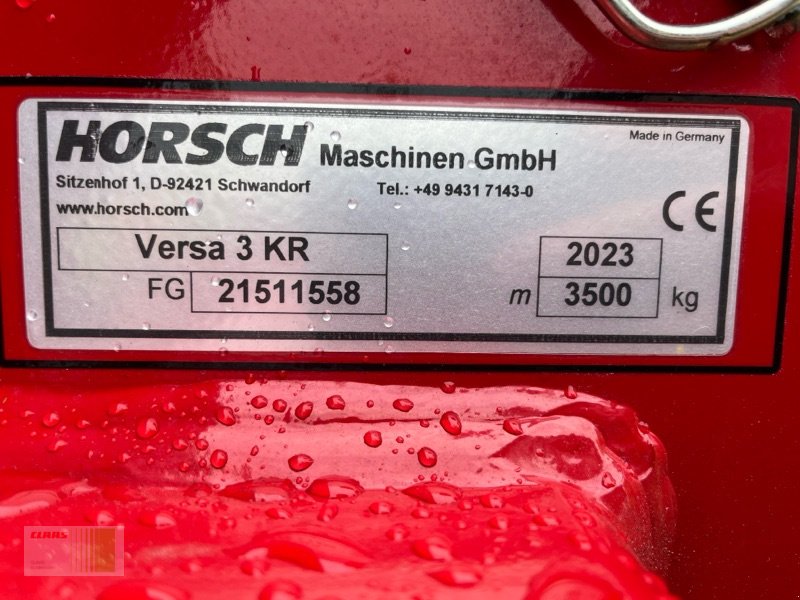 HORSCH Maschinen GmbH
Made in Germany
Sitzenhof 1, D-92421 Schwandorf Tel.: +49 9431 7143-0
www.horsch.com
CE
Versa 3 KR 2023
FG 21511558 m 3500 kg
CLAAS